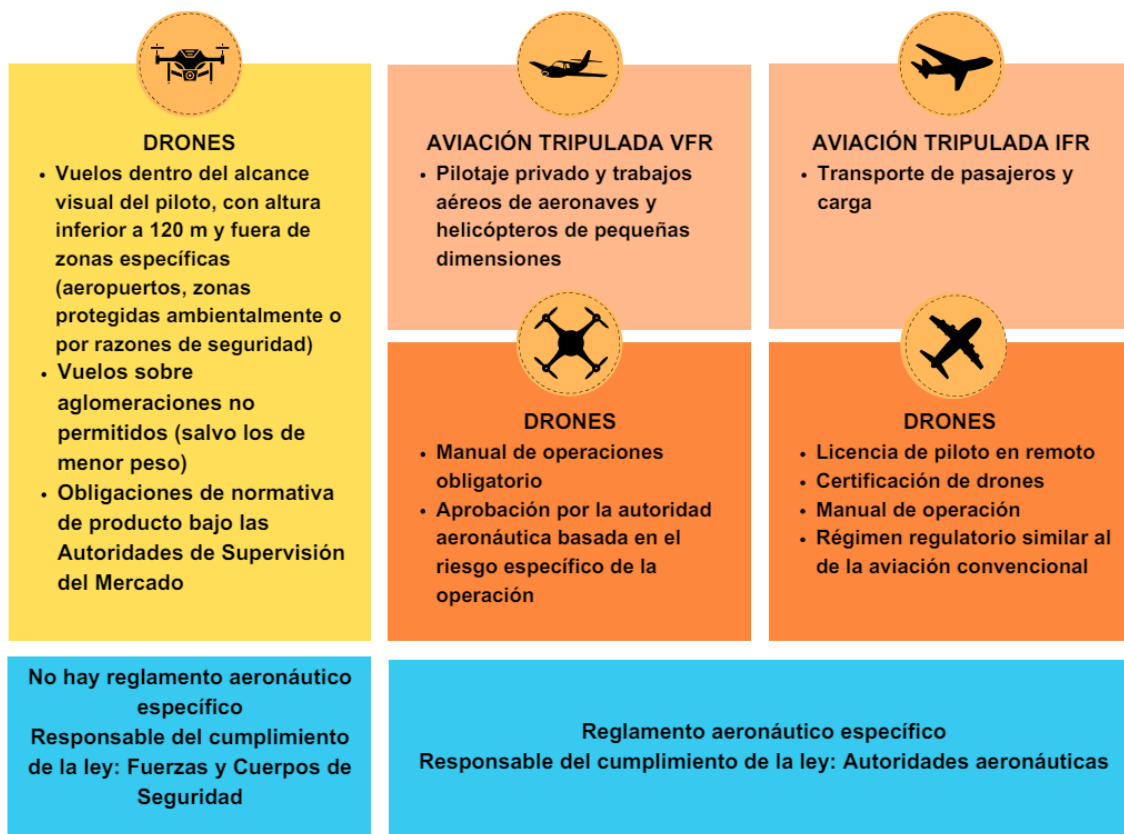 DRONES
• Vuelos dentro del alcance
visual del piloto, con altura
inferior a 120 m y fuera de
zonas específicas
(aeropuertos, zonas
protegidas ambientalmente o
por razones de seguridad)
• Vuelos sobre
aglomeraciones no
permitidos (salvo los de
menor peso)
• Obligaciones de normativa
de producto bajo las
Autoridades de Supervisión
del Mercado
AVIACIÓN TRIPULADA VFR
• Pilotaje privado y trabajos
aéreos de aeronaves y
helicópteros de pequeñas
dimensiones
AVIACIÓN TRIPULADA IFR
• Transporte de pasajeros y
carga
DRONES
• Manual de operaciones
obligatorio
• Aprobación por la autoridad
aeronáutica basada en el
riesgo específico de la
operación
DRONES
• Licencia de piloto en remoto
• Certificación de drones
• Manual de operación
• Régimen regulatorio similar al
de la aviación convencional
No hay reglamento aeronáutico
específico
Responsable del cumplimiento
de la ley: Fuerzas y Cuerpos de
Seguridad
Reglamento aeronáutico específico
Responsable del cumplimiento de la ley: Autoridades aeronáuticas